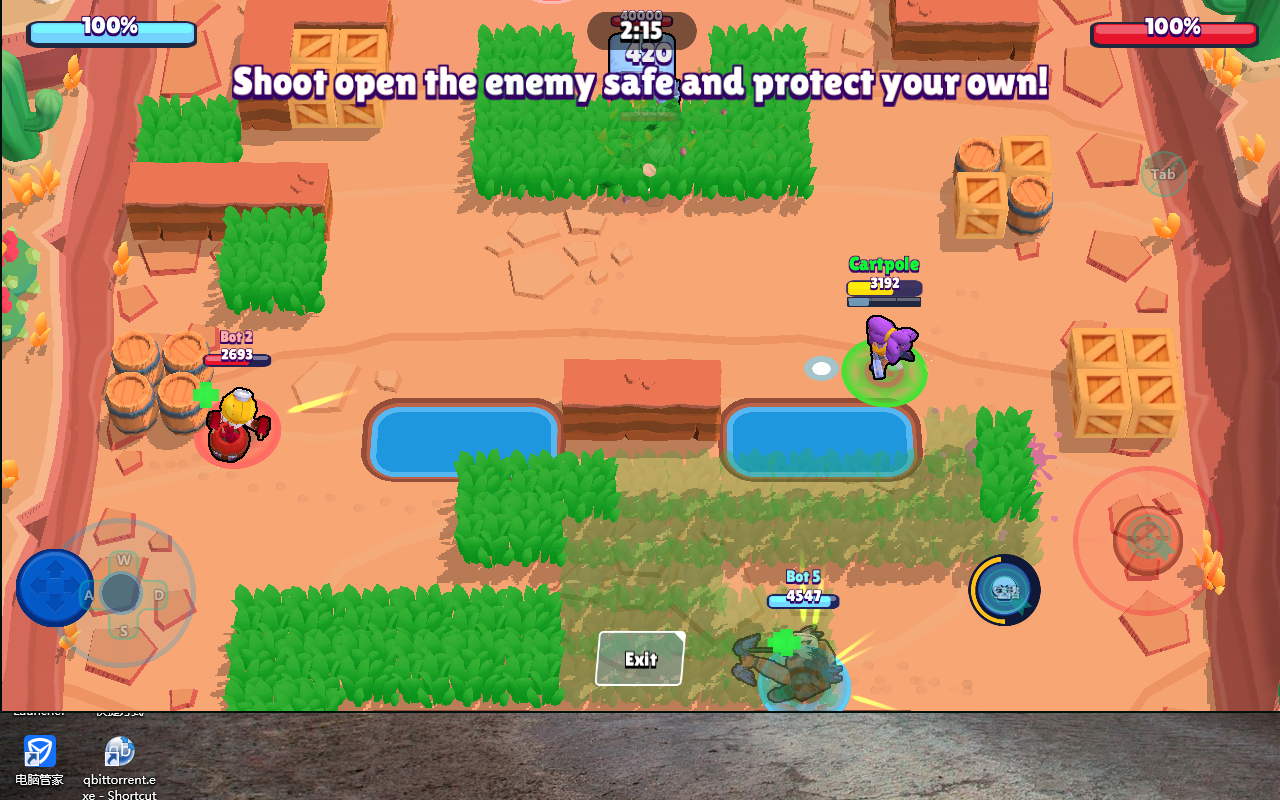 100%
40000
2:15
420
100%
Shoot open the enemy safe and protect your own!
Tab
Cartpole
3192
Bot 2
2693
W
A
D
S
Bot 5
4547
Exit
电脑管家
qbittorrent.e
xe - Shortcut